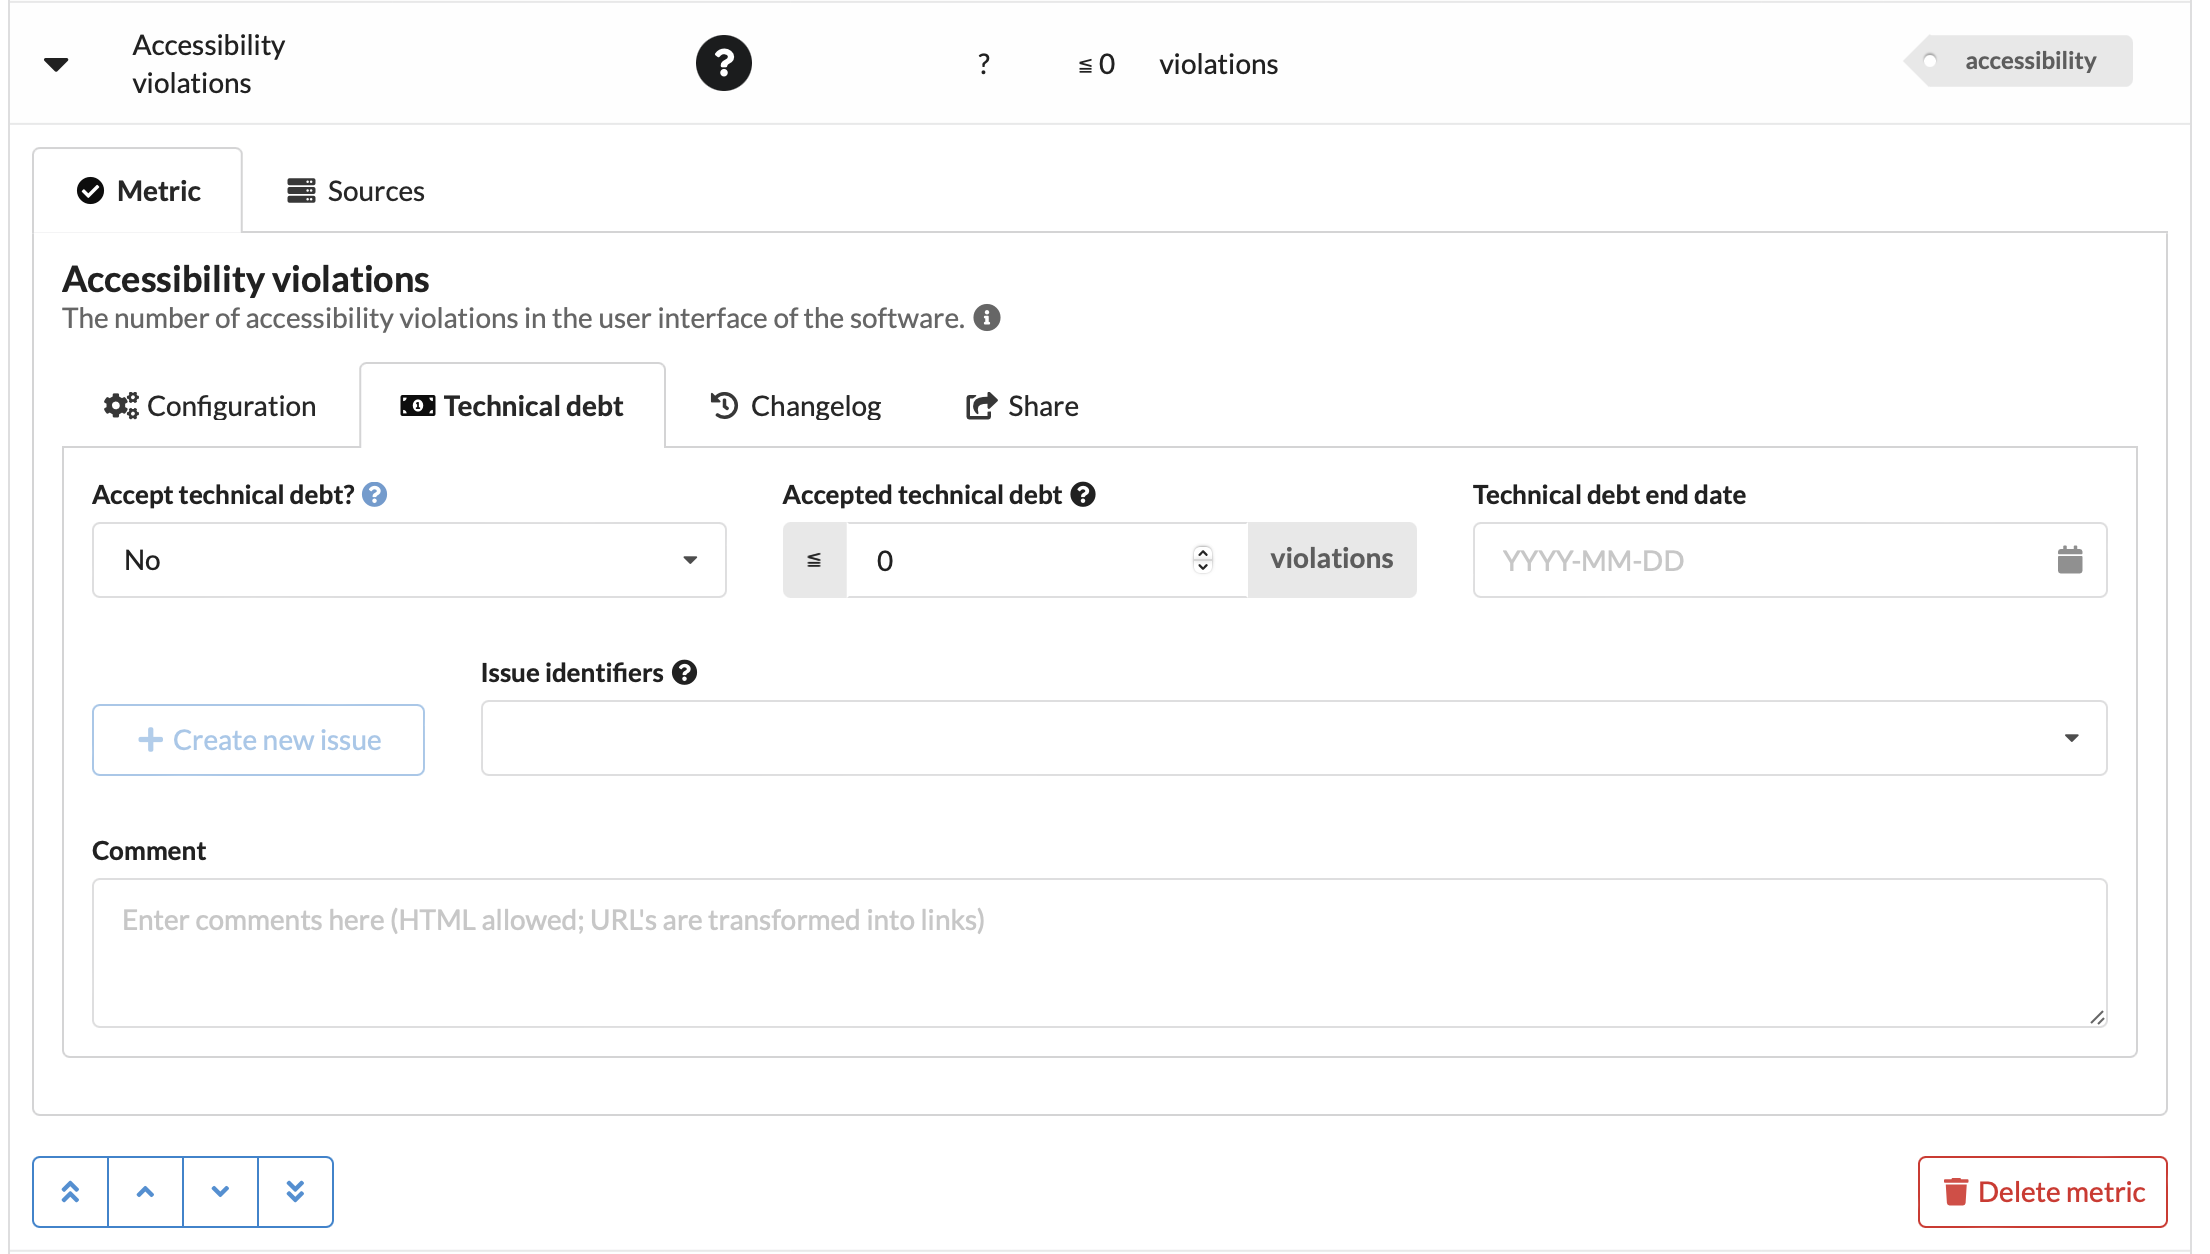 Accessibility
violations
? ≦ 0 violations
accessibility
Metric
Sources
Accessibility violations
The number of accessibility violations in the user interface of the software.
Configuration
Technical debt
Changelog
Share
Accept technical debt?
No
Accepted technical debt
≦ 0 violations
Technical debt end date
YYYY-MM-DD
Create new issue
Issue identifiers
Comment
Enter comments here (HTML allowed; URL's are transformed into links)
Delete metric